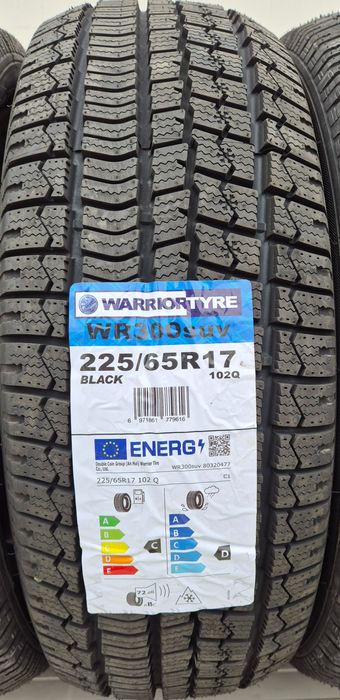 WARRIORTYRE
WR300suv
225/65R17
BLACK 102Q
6 971861 779616
ENERG
Double Coin Group (An Hui) Warrior Tire Co., Ltd.
WR300suv 80320477
225/65R17 102 Q C1
A A
B B
C C C
D D D
E E
72 dB
B